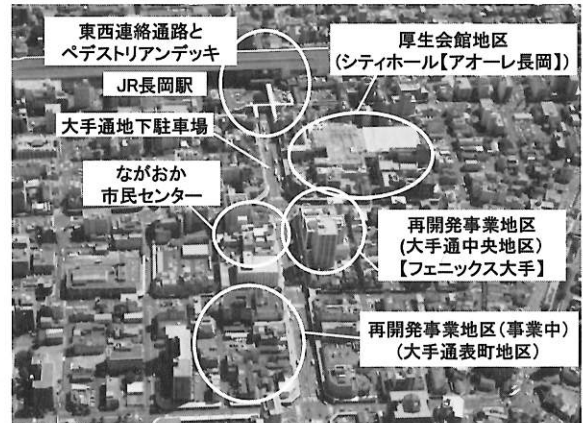 東西連絡通路と
ペデストリアンデッキ
JR長岡駅
大手通地下駐車場
ながおか
市民センター
厚生会館地区
(シティホール【アオーレ長岡】)
再開発事業地区
(大手通中央地区)
【フェニックス大手】
再開発事業地区(事業中)
(大手通表町地区)